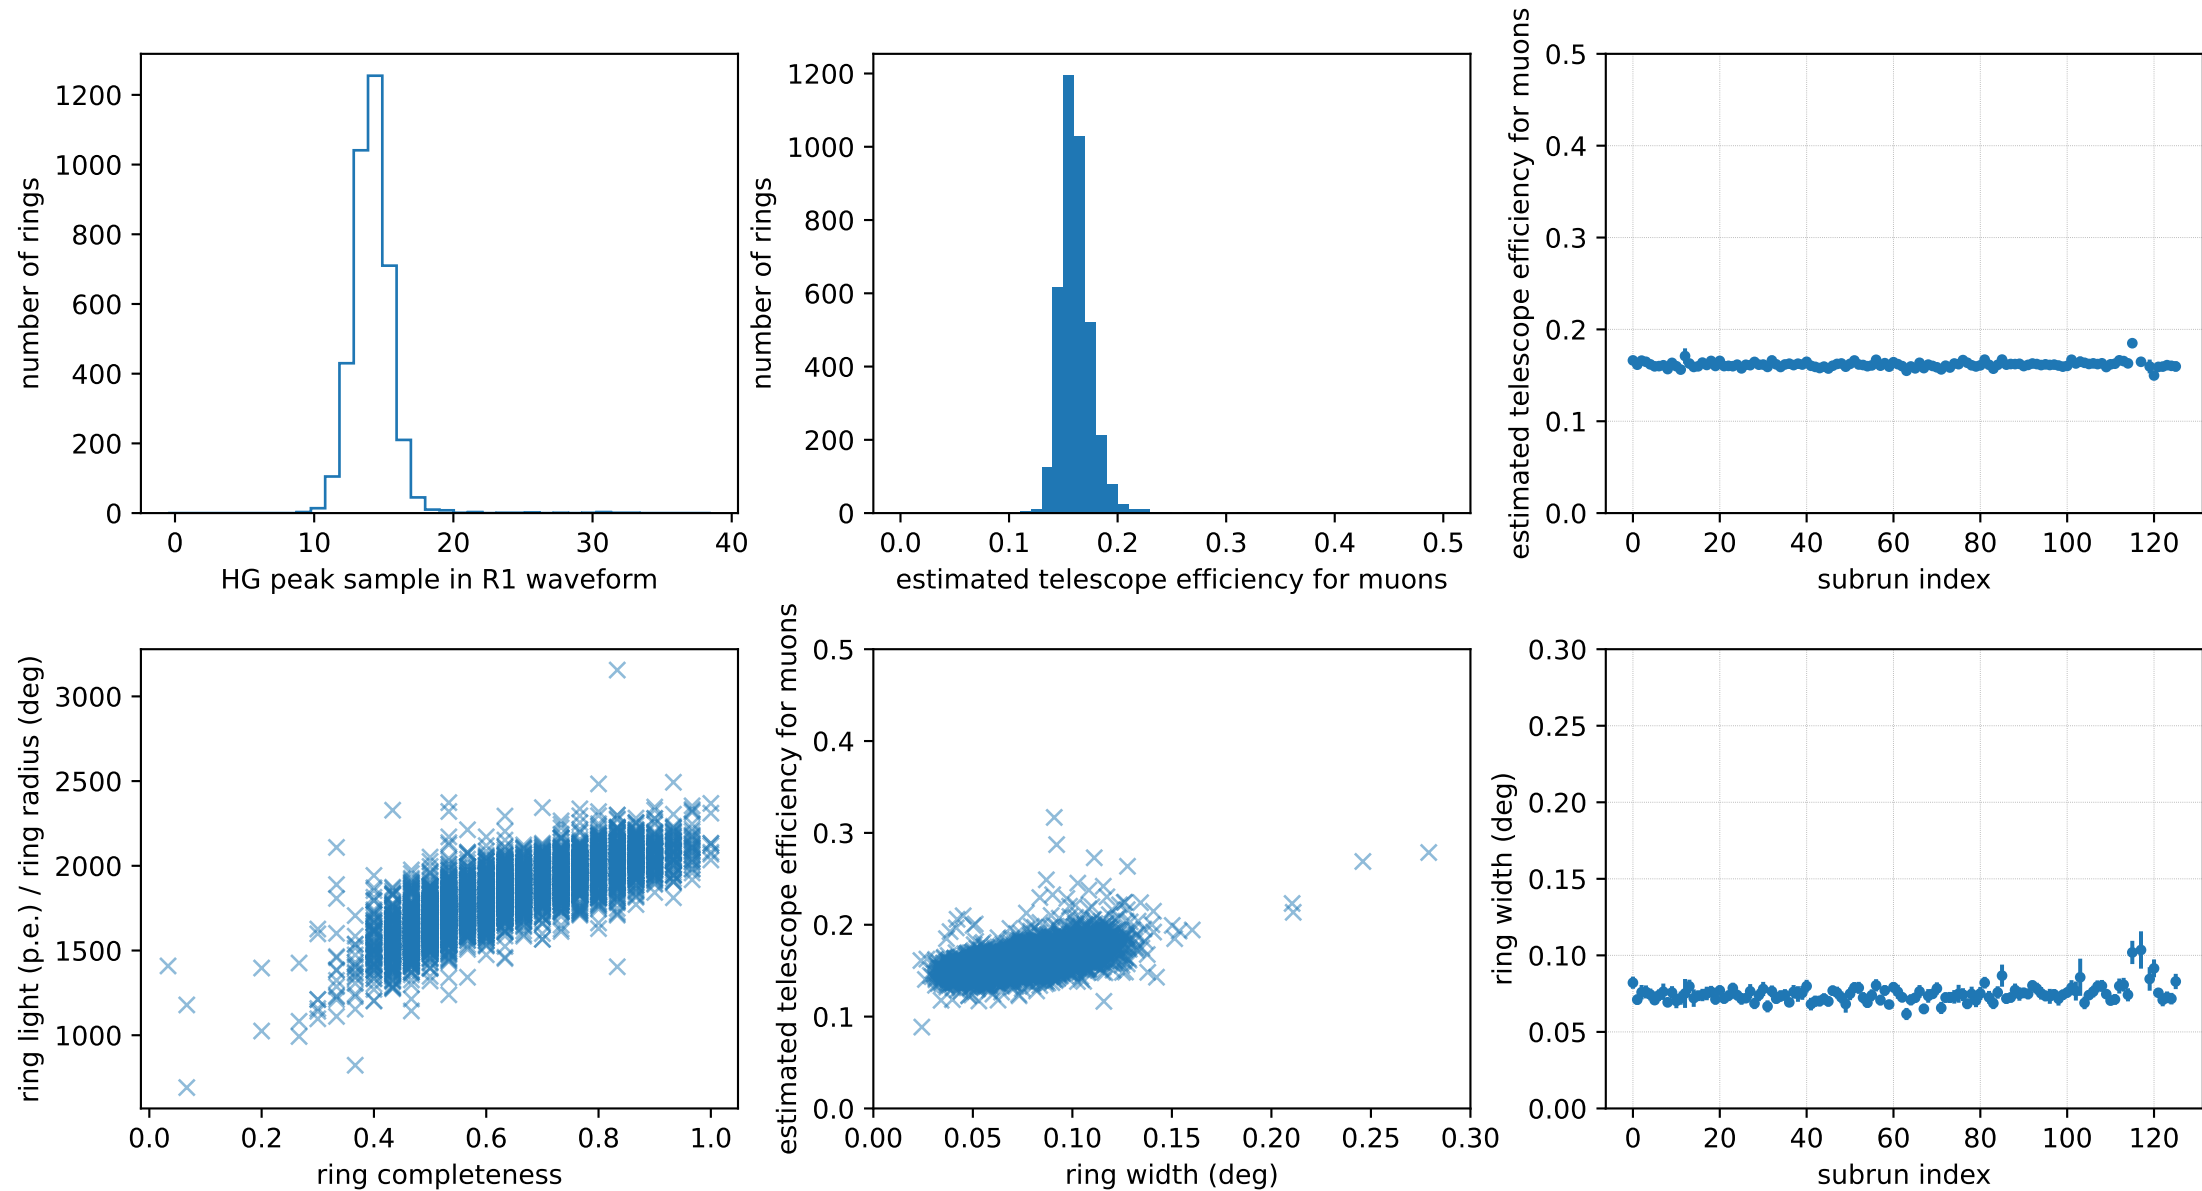 number of rings
1200
1000
800
600
400
200
0
0 10 20 30 40
HG peak sample in R1 waveform
number of rings
1200
1000
800
600
400
200
0
0.0 0.1 0.2 0.3 0.4 0.5
estimated telescope efficiency for muons
estimated telescope efficiency for muons
0.5
0.4
0.3
0.2
0.1
0.0
0 20 40 60 80 100 120
subrun index
ring light (p.e.) / ring radius (deg)
3000
2500
2000
1500
1000
0.0 0.2 0.4 0.6 0.8 1.0
ring completeness
estimated telescope efficiency for muons
0.5
0.4
0.3
0.2
0.1
0.0
0.00 0.05 0.10 0.15 0.20 0.25 0.30
ring width (deg)
ring width (deg)
0.30
0.25
0.20
0.15
0.10
0.05
0.00
0 20 40 60 80 100 120
subrun index